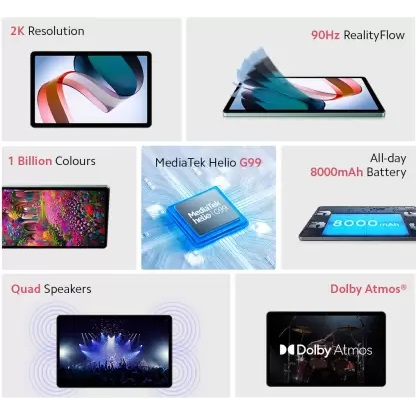 2K Resolution
90Hz RealityFlow
1 Billion Colours
MediaTek Helio G99
MediaTek
helio G99
All-day
8000mAh Battery
8000 mAh
Quad Speakers
Dolby Atmos®
Dolby Atmos